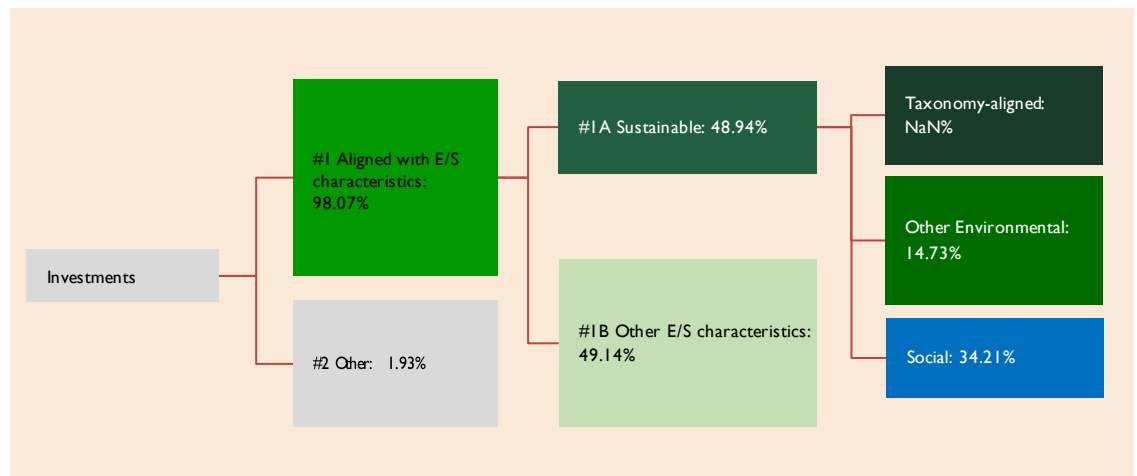 Investments
#1 Aligned with E/S
characteristics:
98.07%
#2 Other: 1.93%
#1A Sustainable: 48.94%
#1B Other E/S characteristics:
49.14%
Taxonomy-aligned:
NaN%
Other Environmental:
14.73%
Social: 34.21%